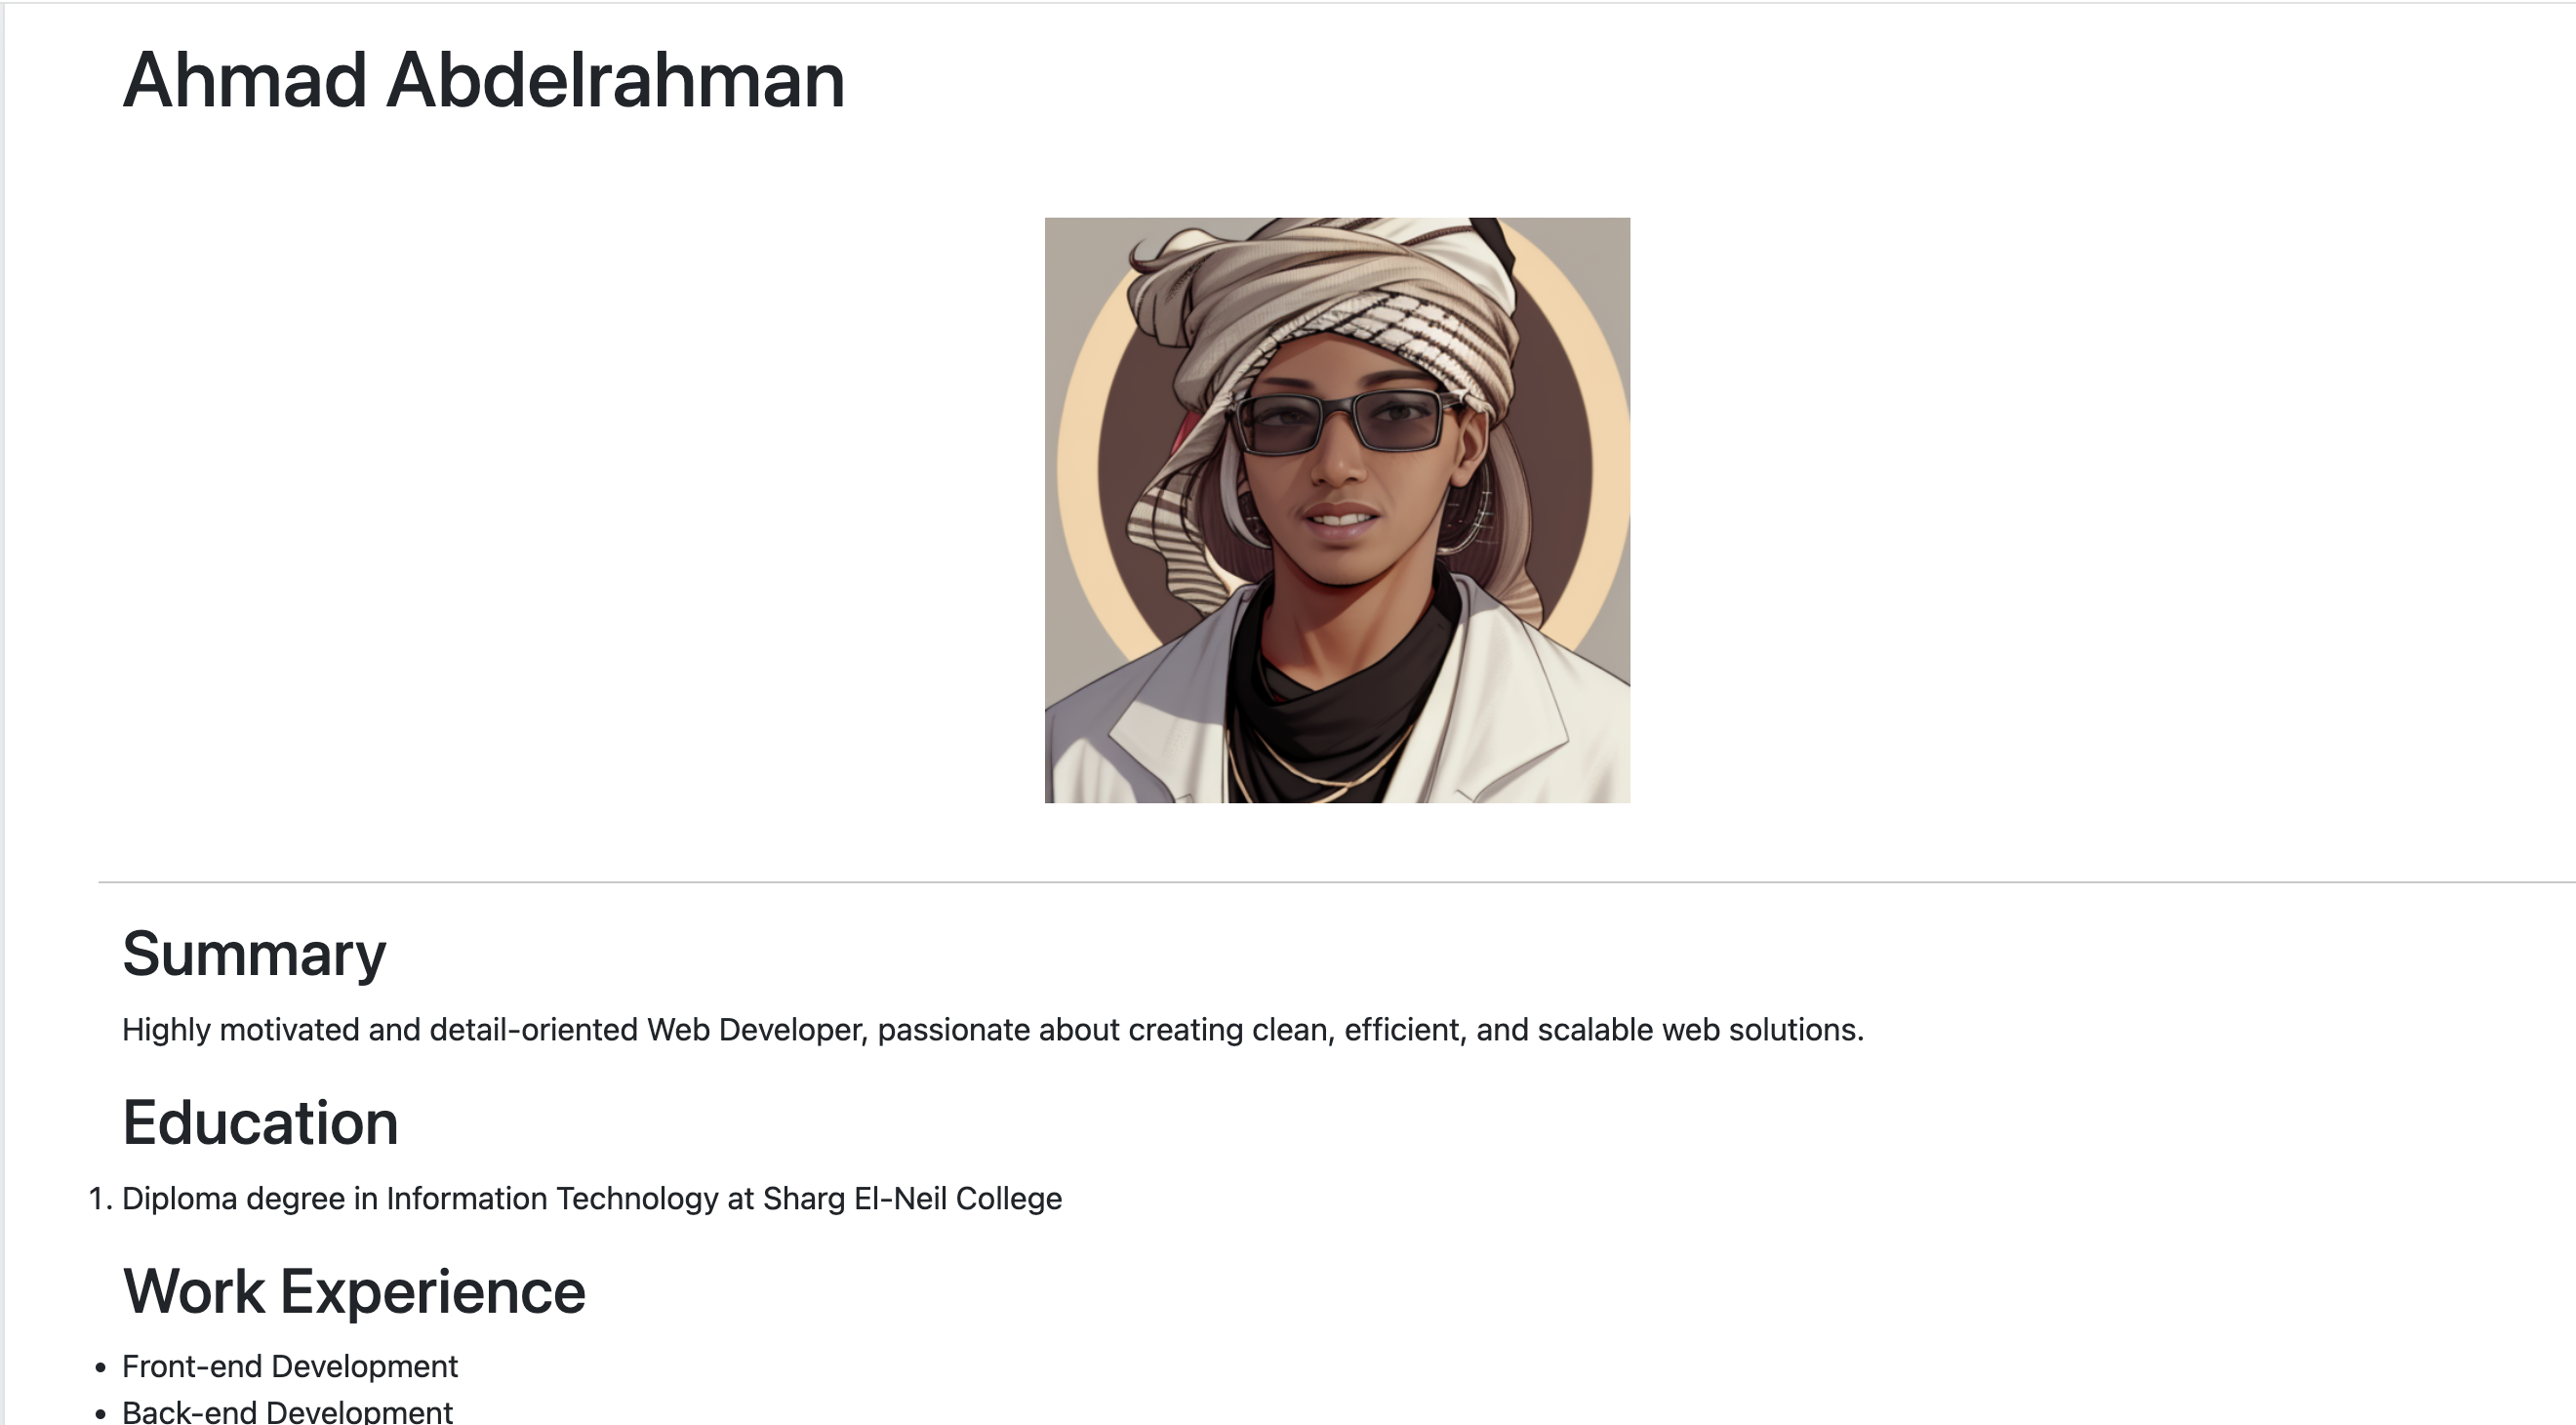 Ahmad Abdelrahman
Summary
Highly motivated and detail-oriented Web Developer, passionate about creating clean, efficient, and scalable web solutions.
Education
1. Diploma degree in Information Technology at Sharg El-Neil College
Work Experience
• Front-end Development
• Back-end Development